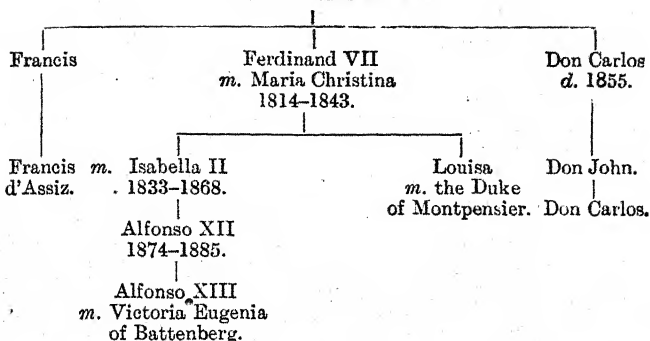 Francis
Ferdinand VII
m. Maria Christina
1814–1843.
Don Carlos
d. 1855.
Francis m. Isabella II
d'Assiz. 1833–1868.
Louisa
m. the Duke
of Montpensier.
Don John.
Don Carlos.
Alfonso XII
1874–1885.
Alfonso XIII
m. Victoria Eugenia
of Battenberg.